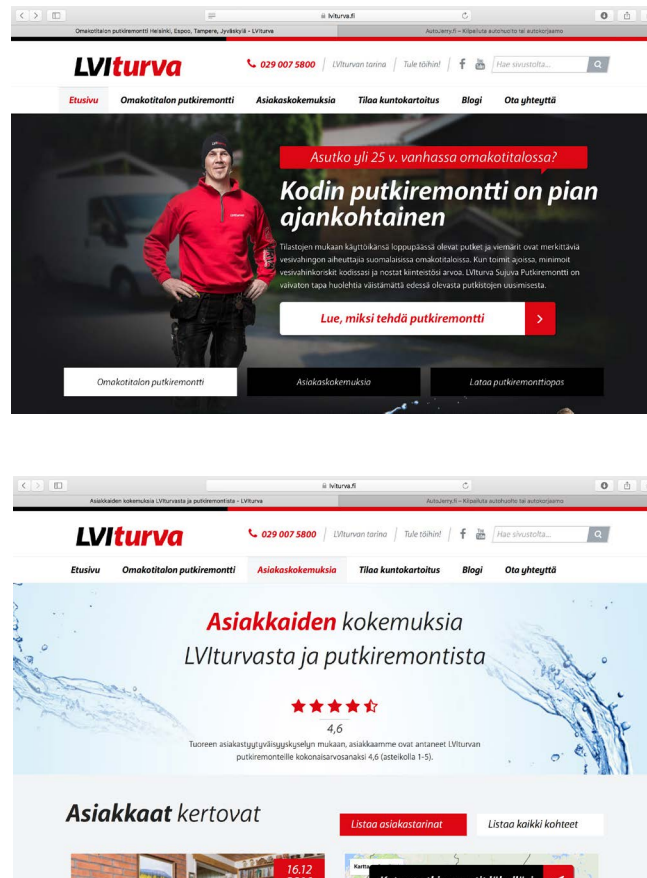 lviturva.fi
Omakotitalon putkiremontti Helsinki, Espoo, Tampere, Jyväskylä - LVIturva
AutoJerry.fi – Kilpailuta autohuolto tai autokorjaamo
LVIturva
029 007 5800
LVIturvan tarina
Tule töihin!
Hae sivustolta...
Etusivu
Omakotitalon putkiremontti
Asiakaskokemuksia
Tilaa kuntokartoitus
Blogi
Ota yhteyttä
Asutko yli 25 v. vanhassa omakotitalossa?
Kodin putkiremontti on pian
ajankohtainen
Tilastojen mukaan käyttöikänsä loppupäässä olevat putket ja viemärit ovat merkittäviä
vesivahingon aiheuttajia suomalaisissa omakotitaloissa. Kun toimit ajoissa, minimoit
vesivahinkoriskit kodissasi ja nostat kiinteistösi arvoa. LVIturva Sujuva Putkiremontti on
vaivaton tapa huolehtia väistämättä edessä olevasta putkistojen uusimisesta.
Lue, miksi tehdä putkiremontti
Omakotitalon putkiremontti
Asiakaskokemuksia
Lataa putkiremonttiopas
lviturva.fi
Asiakkaiden kokemuksia LVIturvasta ja putkiremontista - LVIturva
AutoJerry.fi – Kilpailuta autohuolto tai autokorjaamo
LVIturva
029 007 5800
LVIturvan tarina
Tule töihin!
You
Hae sivustolta...
Etusivu
Omakotitalon putkiremontti
Asiakaskokemuksia
Tilaa kuntokartoitus
Blogi
Ota yhteyttä
Asiakkaiden kokemuksia
LVIturvasta ja putkiremontista
4,6
Tuoreen asiakastyytyväisyyskyselyn mukaan, asiakkaamme ovat antaneet LVIturvan
putkiremonteille kokonaisarvosanaksi 4,6 (asteikolla 1-5).
Asiakkaat kertovat
Listaa asiakastarinat
Listaa kaikki kohteet
16.12